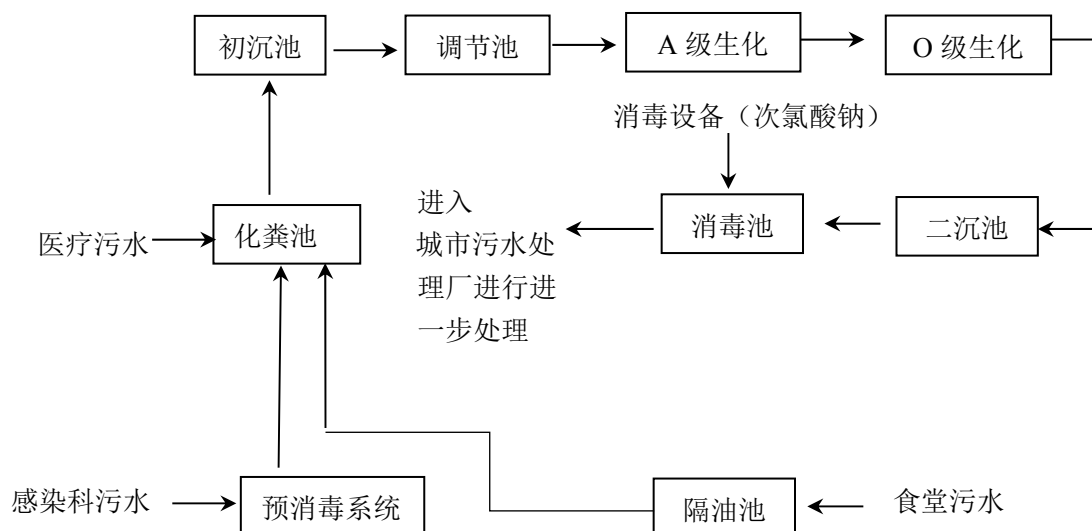 初沉池
调节池
A 级生化
O 级生化
消毒设备（次氯酸钠）
医疗污水
化粪池
进入
城市污水处
理厂进行进
一步处理
消毒池
二沉池
感染科污水
预消毒系统
隔油池
食堂污水